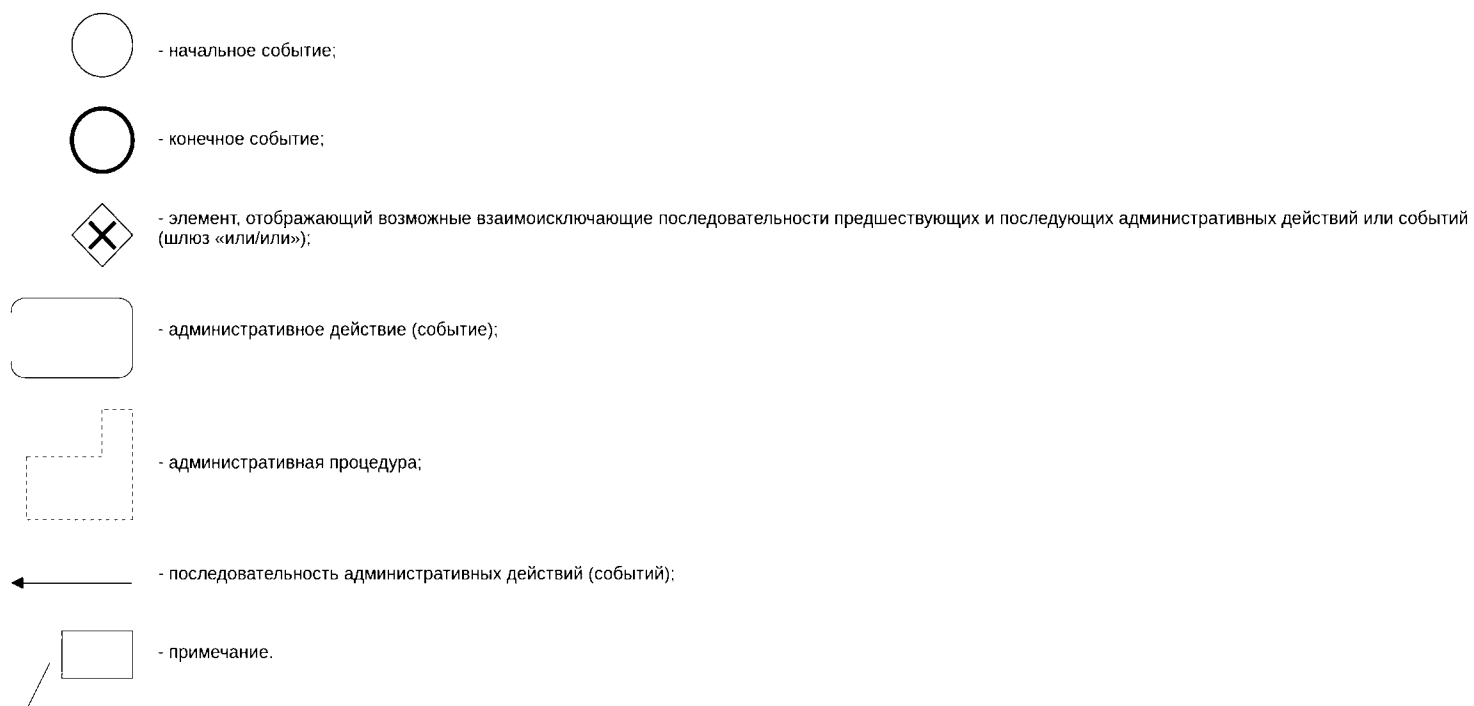 - начальное событие;
- конечное событие;
- элемент, отображающий возможные взаимоисключающие последовательности предшествующих и последующих административных действий или событий
(шлюз «или/или»);
- административное действие (событие);
- административная процедура;
- последовательность административных действий (событий);
- примечание.